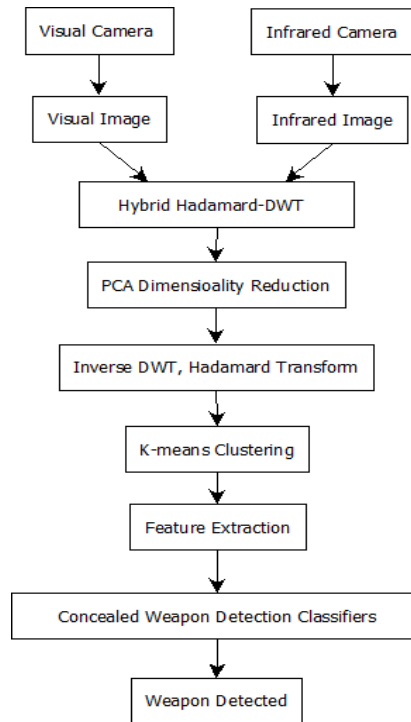 Visual Camera
Infrared Camera
Visual Image
Infrared Image
Hybrid Hadamard-DWT
PCA Dimensioality Reduction
Inverse DWT, Hadamard Transform
K-means Clustering
Feature Extraction
Concealed Weapon Detection Classifiers
Weapon Detected